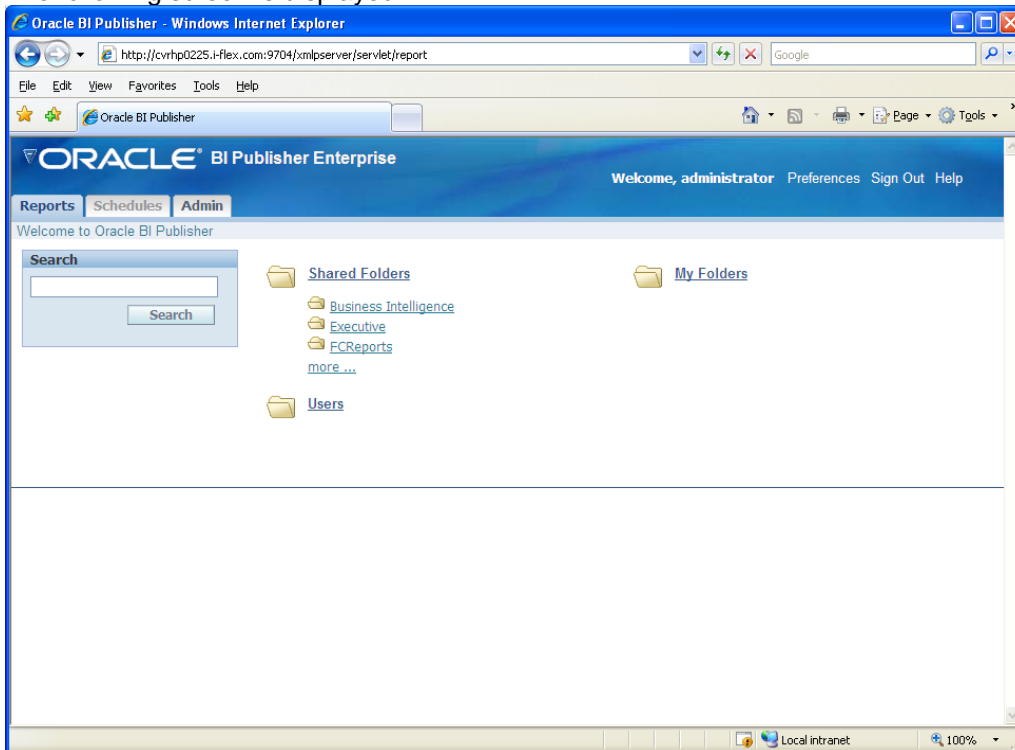 Oracle BI Publisher - Windows Internet Explorer
http://cvrhp0225.i-flex.com:9704/xmlpserver/servlet/report
Google
File Edit View Favorites Tools Help
Oracle BI Publisher
Page Tools
ORACLE® BI Publisher Enterprise
Welcome, administrator Preferences Sign Out Help
Reports Schedules Admin
Welcome to Oracle BI Publisher
Search
Search
Shared Folders
Business Intelligence
Executive
FCReports
more ...
Users
My Folders
Local intranet
100%